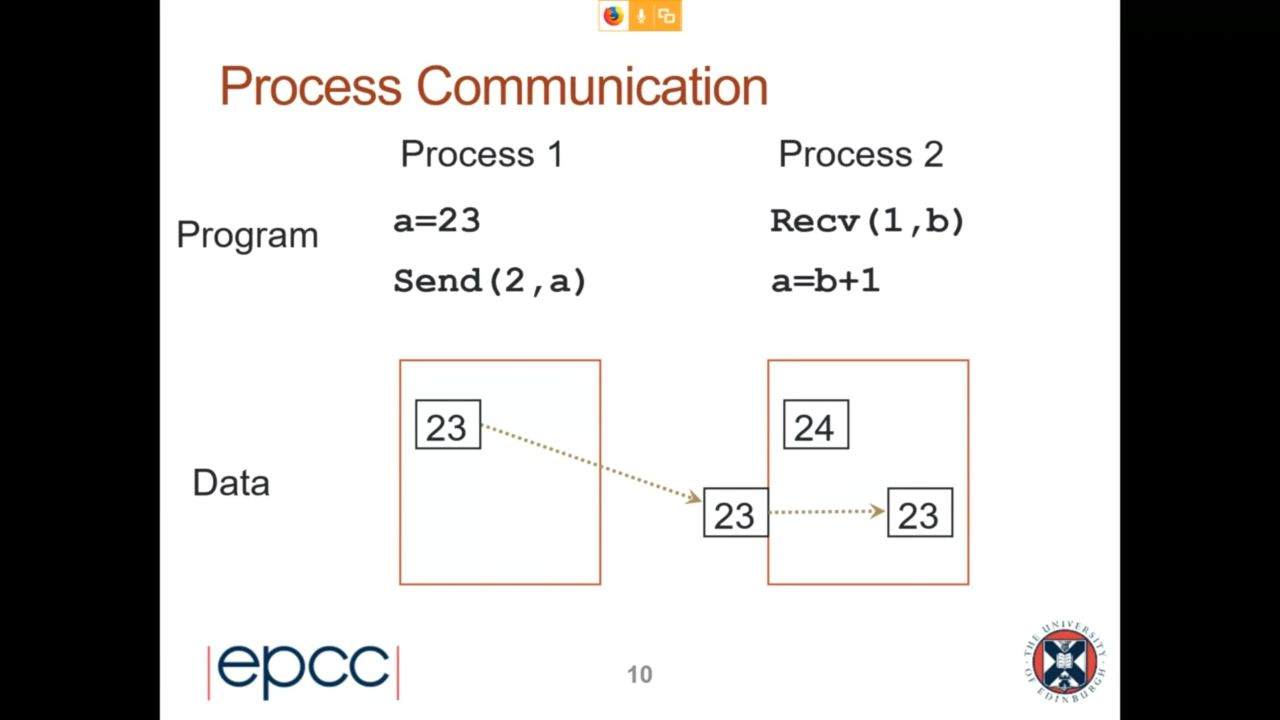 Process Communication
Process 1
Process 2
Program
a=23
Recv(1,b)
Send(2,a)
a=b+1
Data
23
24
23
23
epcc
10
THE UNIVERSITY OF EDINBURGH